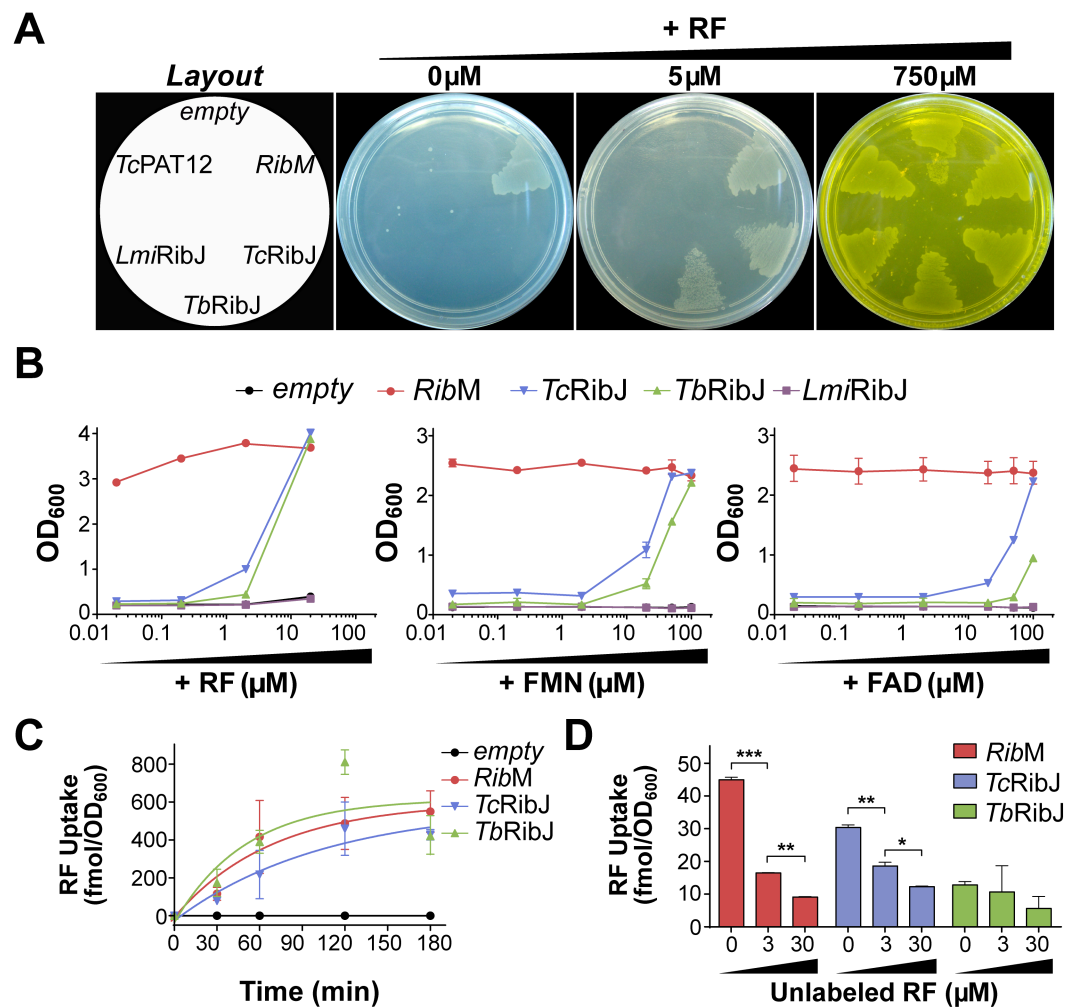 A
+ RF
Layout
0µM
5µM
750µM
empty
TcPAT12
RibM
LmiRibJ
TcRibJ
TbRibJ
B
empty
RibM
TcRibJ
TbRibJ
LmiRibJ
OD600
4
3
2
1
0
0.01
0.1
1
10
100
+ RF (µM)
OD600
3
2
1
0
0.01
0.1
1
10
100
+ FMN (µM)
OD600
3
2
1
0
0.01
0.1
1
10
100
+ FAD (µM)
C
RF Uptake
(fmol/OD600)
800
600
400
200
0
0
30
60
90
120
150
180
Time (min)
empty
RibM
TcRibJ
TbRibJ
D
RF Uptake
(fmol/OD600)
50
40
30
20
10
0
***
**
**
*
0
3
30
0
3
30
0
3
30
Unlabeled RF (µM)
RibM
TcRibJ
TbRibJ